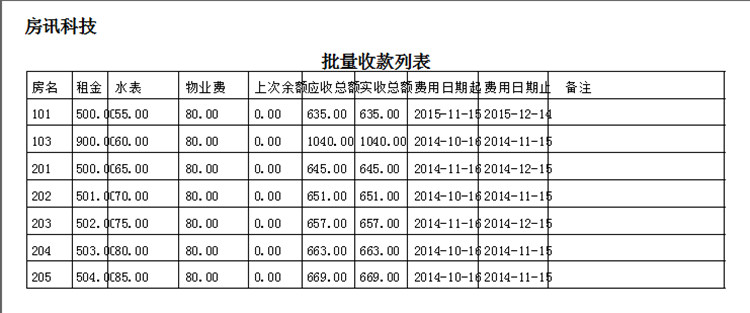 房讯科技
批量收款列表
房名 租金 水表 物业费 上次余额 应收总额 实收总额 费用日期起 费用日期止 备注
101 500.00 55.00 80.00 0.00 635.00 635.00 2015-11-15 2015-12-14
103 900.00 60.00 80.00 0.00 1040.00 1040.00 2014-10-16 2014-11-15
201 500.00 65.00 80.00 0.00 645.00 645.00 2014-11-16 2014-12-15
202 501.00 70.00 80.00 0.00 651.00 651.00 2014-10-16 2014-11-15
203 502.00 75.00 80.00 0.00 657.00 657.00 2014-11-16 2014-12-15
204 503.00 80.00 80.00 0.00 663.00 663.00 2014-10-16 2014-11-15
205 504.00 85.00 80.00 0.00 669.00 669.00 2014-10-16 2014-11-15